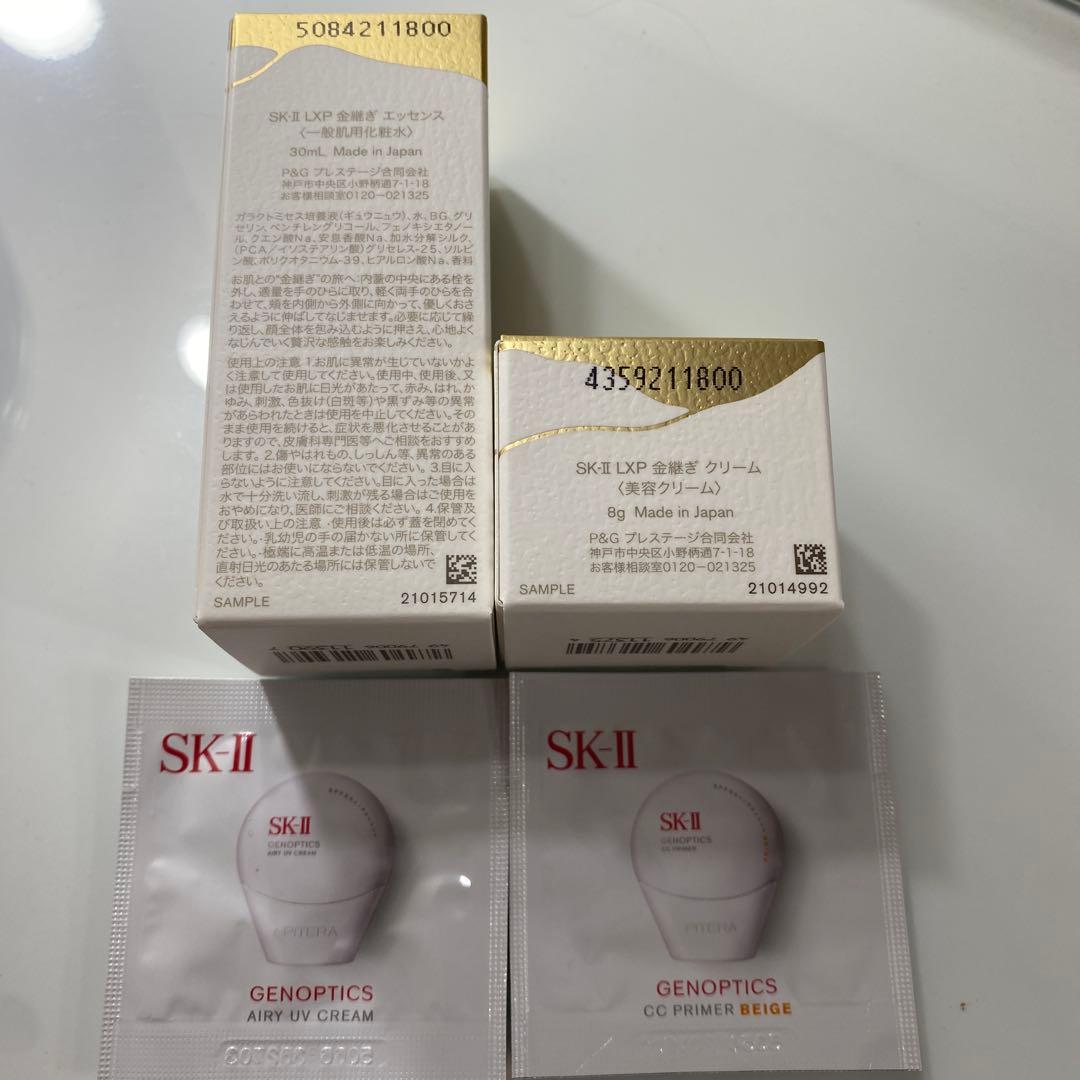 5084211800
SK-II LXP 金継ぎ エッセンス
〈一般肌用化粧水〉
30mL Made in Japan
P&G プレステージ合同会社
神戸市中央区小野柄通7-1-18
お客様相談室0120-021325
ガラクトミセス培養液(ギュウニュウ)、水、BG、グリ
セリン、ペンチレングリコール、フェノキシエタノー
ル、クエン酸Na、安息香酸Na、加水分解シルク、
(PCA/イソステアリン酸)グリセレス-25、ソルビ
ン酸、ポリクオタニウム-39、ヒアルロン酸Na、香料
お肌との“金継ぎ”の旅へ:内蓋の中央にある栓を
外し、適量を手のひらに取り、軽く両手のひらを合
わせて、頬を内側から外側に向かって、優しくおさ
えるように伸ばしてなじませます。必要に応じて繰
り返し、顔全体を包み込むように押さえ、心地よく
なじんでいく贅沢な感触をお楽しみください。
使用上の注意 1.お肌に異常が生じていないかよ
く注意して使用してください。使用中、使用後、又
は使用したお肌に日光があたって、赤み、はれ、か
ゆみ、刺激、色抜け(白斑等)や黒ずみ等の異常
があらわれたときは使用を中止してください。その
まま使用を続けると、症状を悪化させることがあ
りますので、皮膚科専門医等へご相談をおすすめ
します。 2.傷やはれもの、しっしん等、異常のある
部位にはお使いにならないでください。 3.目に入
らないように注意してください。目に入った場合は
水で十分洗い流し、刺激が残る場合はご使用を
おやめになり、医師にご相談ください。 4.保管及
び取扱い上の注意 ・使用後は必ず蓋を閉めてく
ださい。・乳幼児の手の届かない所に保管してく
ださい。・極端に高温または低温の場所、
直射日光のあたる場所には保管しないで
ください。
SAMPLE 21015714
4359211800
SK-II LXP 金継ぎ クリーム
〈美容クリーム〉
8g Made in Japan
P&G プレステージ合同会社
神戸市中央区小野柄通7-1-18
お客様相談室0120-021325
SAMPLE 21014992
SK-II
SK-II
GENOPTICS
AIRY UV CREAM
PITERA
GENOPTICS
AIRY UV CREAM
SK-II
SK-II
GENOPTICS
CC PRIMER
PITERA
GENOPTICS
CC PRIMER BEIGE